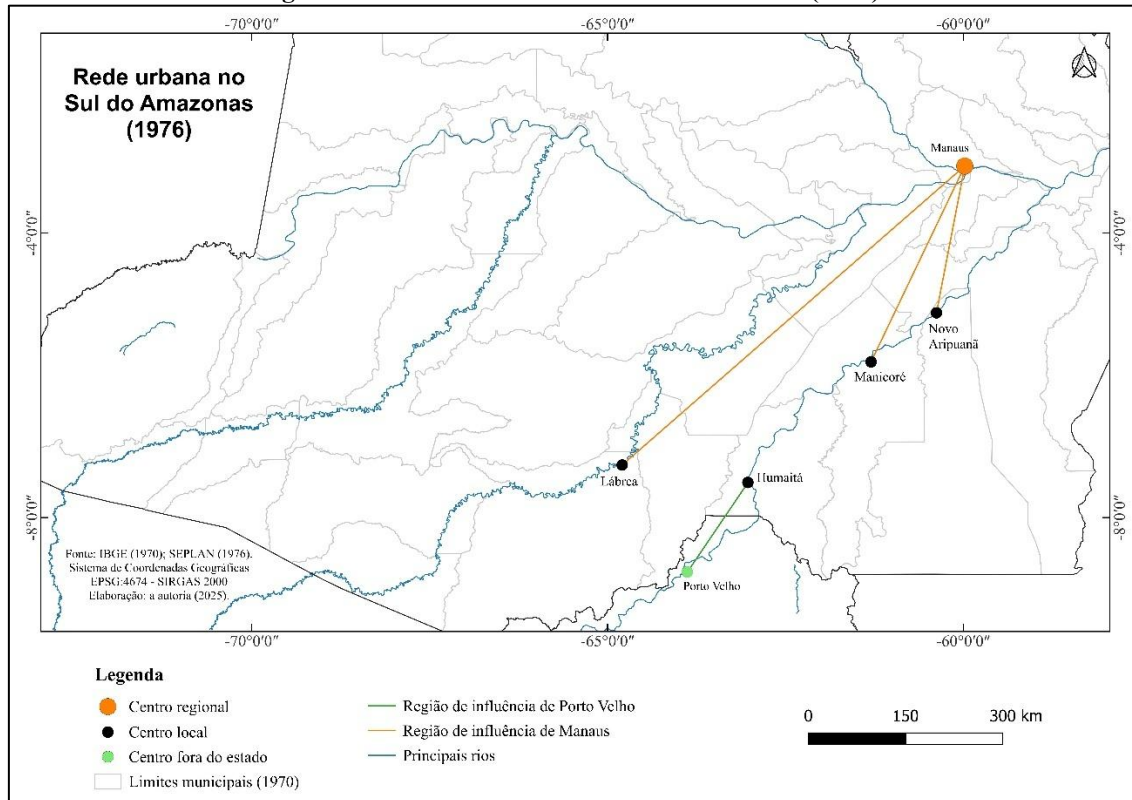 -70°0'0"
-65°0'0"
-60°0'0"
Rede urbana no
Sul do Amazonas
(1976)
Manaus
-4°0'0"
-4°0'0"
Novo
Aripuanã
Manicoré
Lábrea
Humaitá
-8°0'0"
-8°0'0"
Fonte: IBGE (1970); SEPLAN (1976).
Sistema de Coordenadas Geográficas
EPSG:4674 - SIRGAS 2000
Elaboração: a autoria (2025).
Porto Velho
-70°0'0"
-65°0'0"
-60°0'0"
Legenda
Centro regional
Centro local
Centro fora do estado
Limites municipais (1970)
Região de influência de Porto Velho
Região de influência de Manaus
Principais rios
0 150 300 km